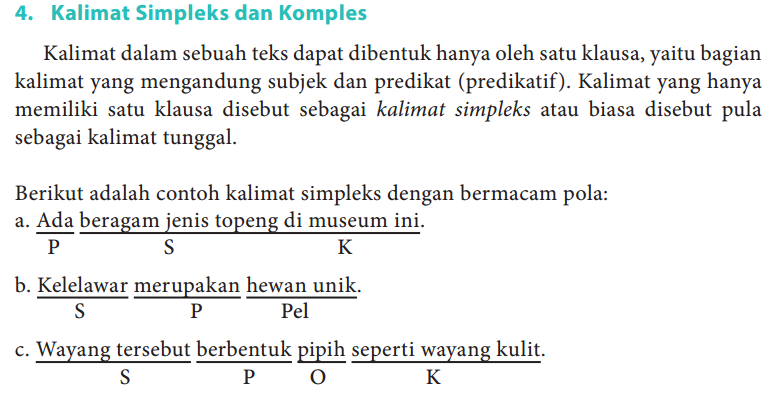 4. Kalimat Simpleks dan Komples
Kalimat dalam sebuah teks dapat dibentuk hanya oleh satu klausa, yaitu bagian
kalimat yang mengandung subjek dan predikat (predikatif). Kalimat yang hanya
memiliki satu klausa disebut sebagai kalimat simpleks atau biasa disebut pula
sebagai kalimat tunggal.
Berikut adalah contoh kalimat simpleks dengan bermacam pola:
a. Ada beragam jenis topeng di museum ini.
P S K
b. Kelelawar merupakan hewan unik.
S P Pel
c. Wayang tersebut berbentuk pipih seperti wayang kulit.
S P O K